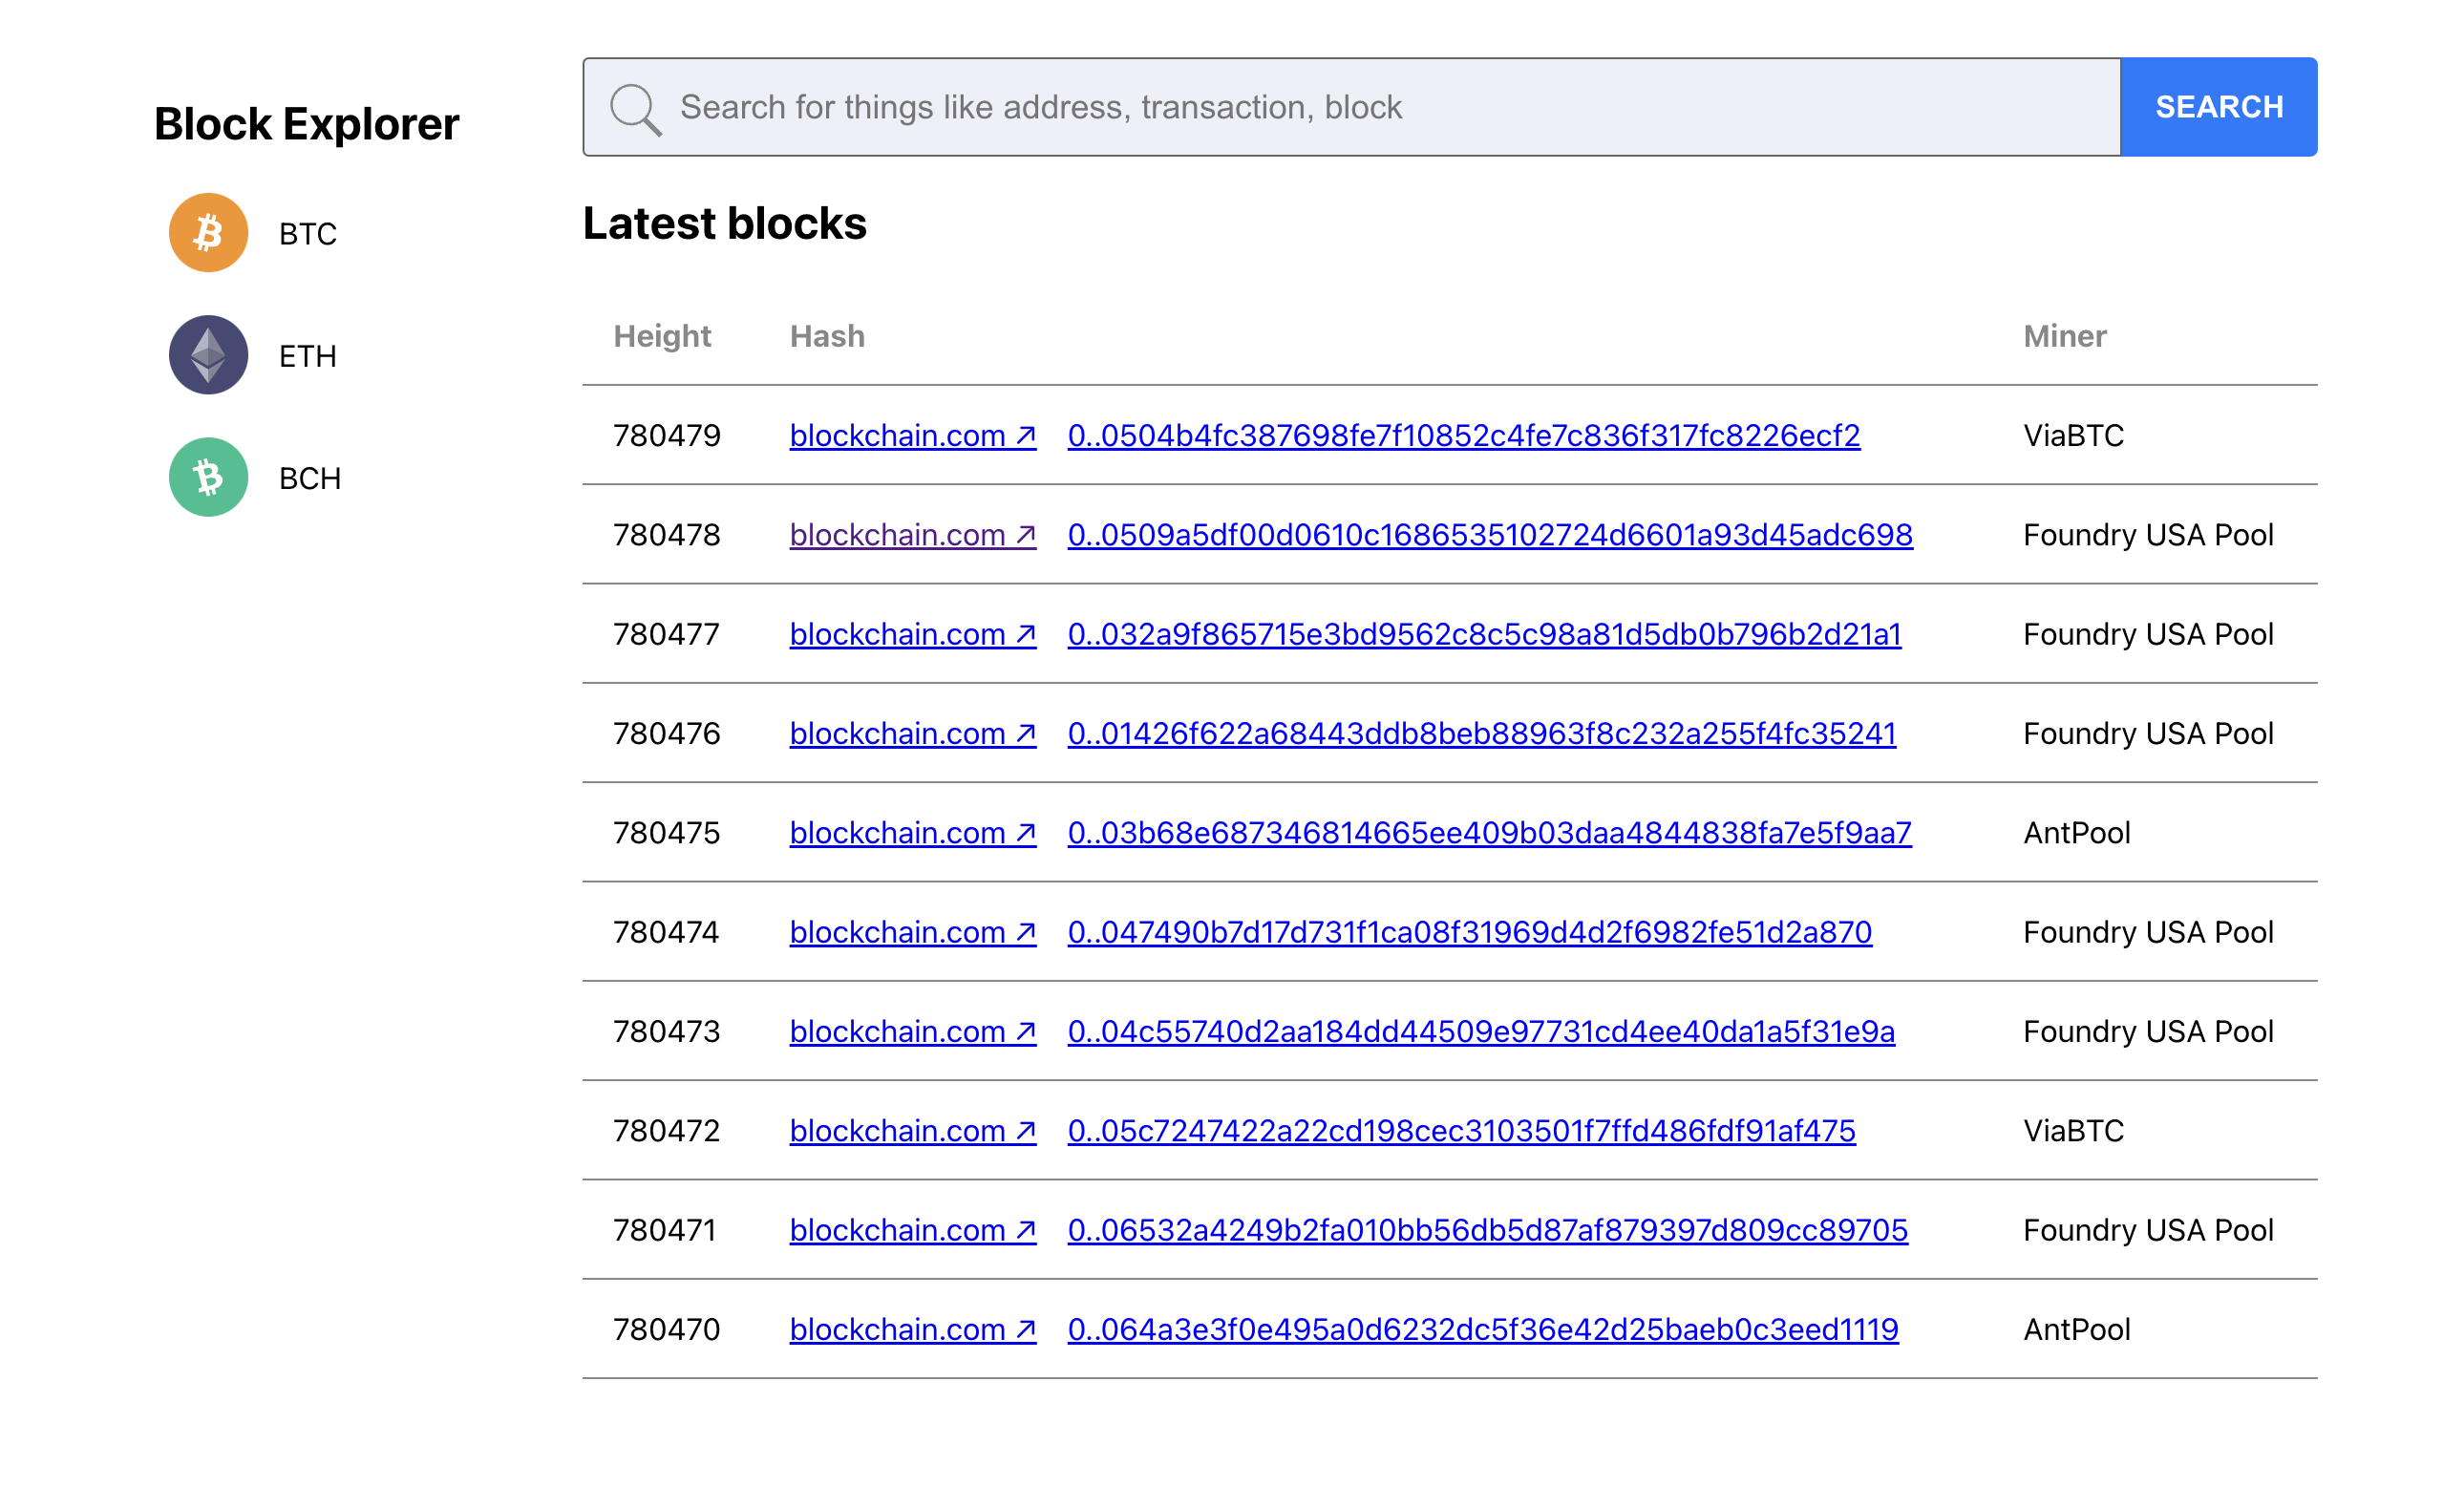 Search for things like address, transaction, block SEARCH
Block Explorer
BTC
ETH
BCH
Latest blocks
Height Hash Miner
780479 blockchain.com ↗ 0..0504b4fc387698fe7f10852c4fe7c836f317fc8226ecf2 ViaBTC
780478 blockchain.com ↗ 0..0509a5df00d0610c1686535102724d6601a93d45adc698 Foundry USA Pool
780477 blockchain.com ↗ 0..032a9f865715e3bd9562c8c5c98a81d5db0b796b2d21a1 Foundry USA Pool
780476 blockchain.com ↗ 0..01426f622a68443ddb8beb88963f8c232a255f4fc35241 Foundry USA Pool
780475 blockchain.com ↗ 0..03b68e687346814665ee409b03daa4844838fa7e5f9aa7 AntPool
780474 blockchain.com ↗ 0..047490b7d17d731f1ca08f31969d4d2f6982fe51d2a870 Foundry USA Pool
780473 blockchain.com ↗ 0..04c55740d2aa184dd44509e97731cd4ee40da1a5f31e9a Foundry USA Pool
780472 blockchain.com ↗ 0..05c7247422a22cd198cec3103501f7ffd486fdf91af475 ViaBTC
780471 blockchain.com ↗ 0..06532a4249b2fa010bb56db5d87af879397d809cc89705 Foundry USA Pool
780470 blockchain.com ↗ 0..064a3e3f0e495a0d6232dc5f36e42d25baeb0c3eed1119 AntPool